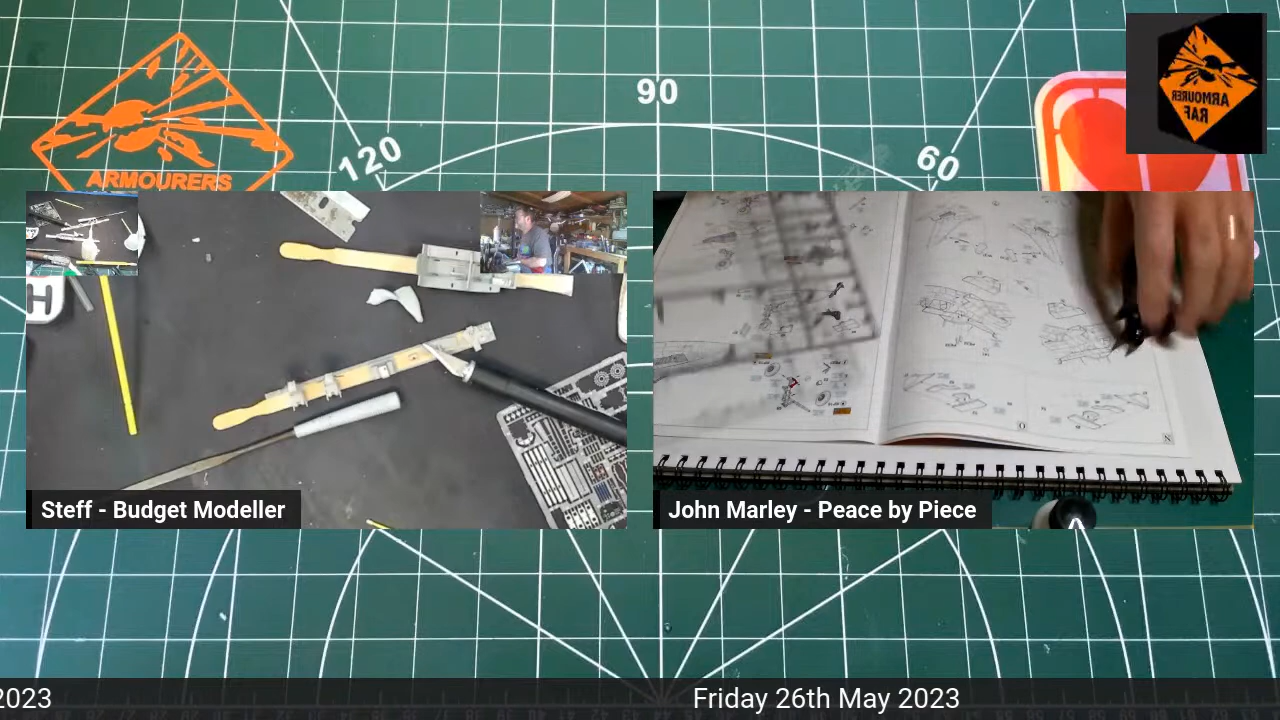 90
120
60
ARMOURERS
ARMOURER
RAF
H
Steff - Budget Modeller
John Marley - Peace by Piece
2023
Friday 26th May 2023